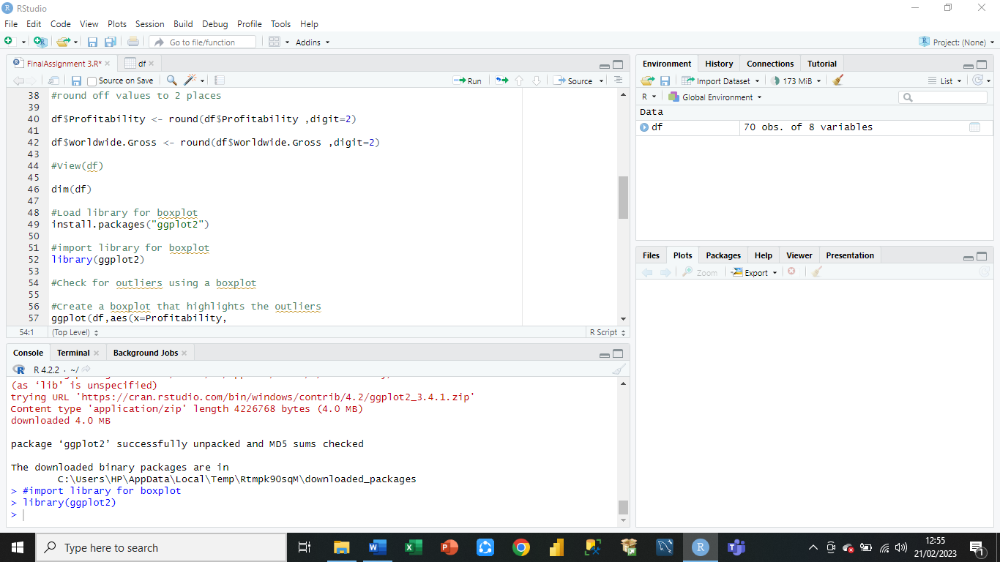 RStudio
File Edit Code View Plots Session Build Debug Profile Tools Help
Go to file/function Addins Project: (None)
FinalAssignment 3.R* df
Source on Save Run Source
38 #round off values to 2 places
39
40 df$Profitability <- round(df$Profitability ,digit=2)
41
42 df$Worldwide.Gross <- round(df$Worldwide.Gross ,digit=2)
43
44 #View(df)
45
46 dim(df)
47
48 #Load library for boxplot
49 install.packages("ggplot2")
50
51 #import library for boxplot
52 library(ggplot2)
53
54 #Check for outliers using a boxplot
55
56 #Create a boxplot that highlights the outliers
57 ggplot(df,aes(x=Profitability,
54:1 (Top Level) R Script
Console Terminal Background Jobs
R 4.2.2 · ~/
(as ‘lib’ is unspecified)
trying URL 'https://cran.rstudio.com/bin/windows/contrib/4.2/ggplot2_3.4.1.zip'
Content type 'application/zip' length 4226768 bytes (4.0 MB)
downloaded 4.0 MB
package ‘ggplot2’ successfully unpacked and MD5 sums checked
The downloaded binary packages are in
C:\Users\HP\AppData\Local\Temp\Rtmpk90sqM\downloaded_packages
> #import library for boxplot
> library(ggplot2)
>
Environment History Connections Tutorial
Import Dataset 173 MiB List
R Global Environment
Data
df 70 obs. of 8 variables
Files Plots Packages Help Viewer Presentation
Zoom Export
Type here to search
12:55
21/02/2023
1